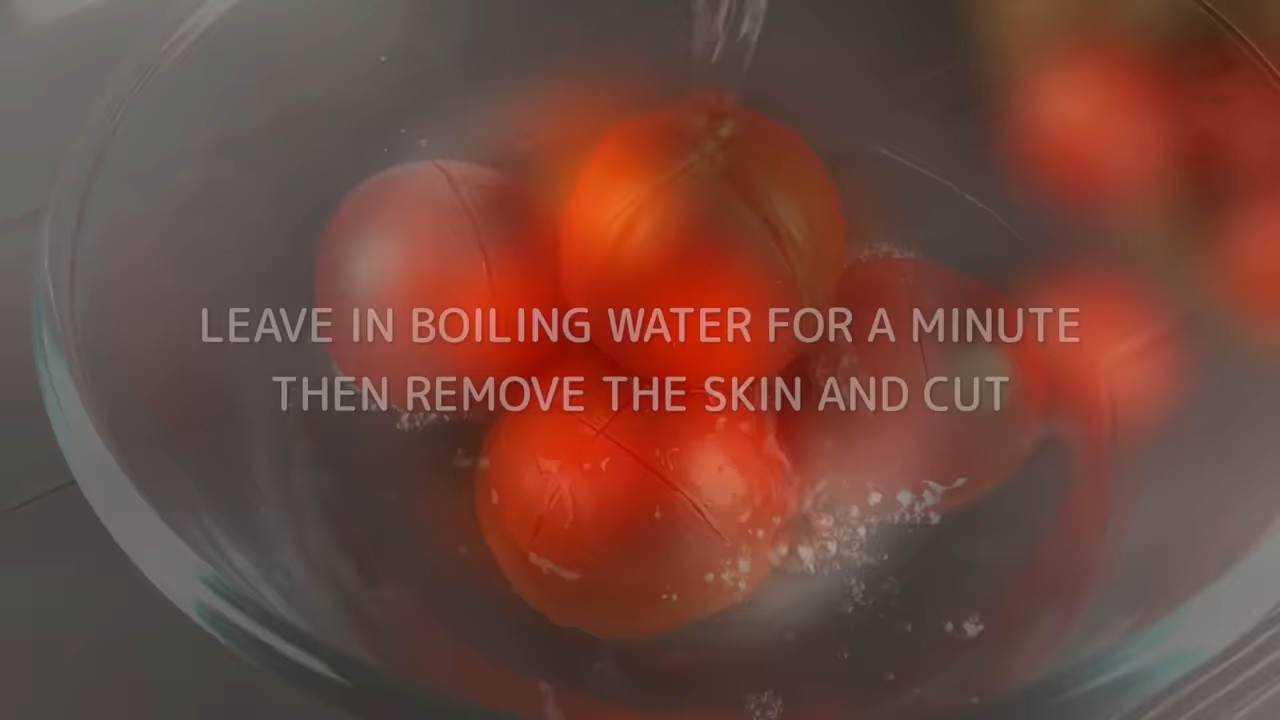 LEAVE IN BOILING WATER FOR A MINUTE
THEN REMOVE THE SKIN AND CUT